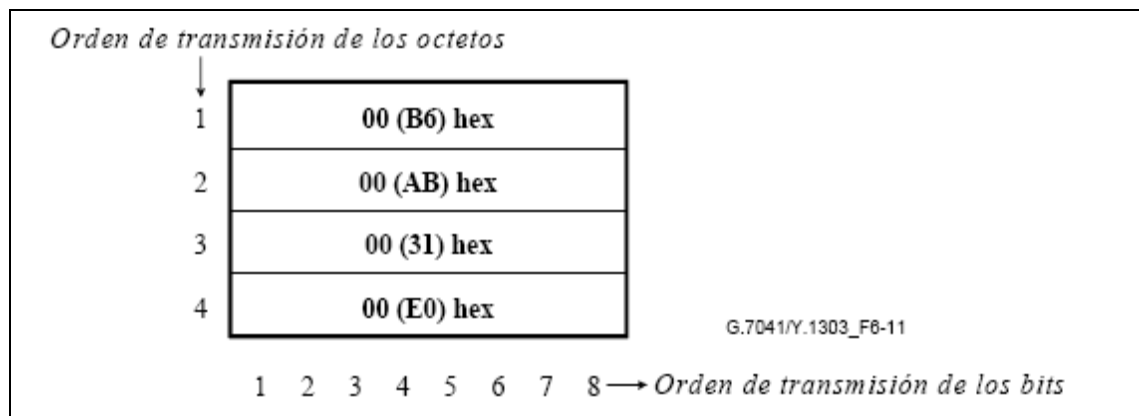 Orden de transmisión de los octetos
1 00 (B6) hex
2 00 (AB) hex
3 00 (31) hex
4 00 (E0) hex
G.7041/Y.1303_F6-11
1 2 3 4 5 6 7 8 Orden de transmisión de los bits